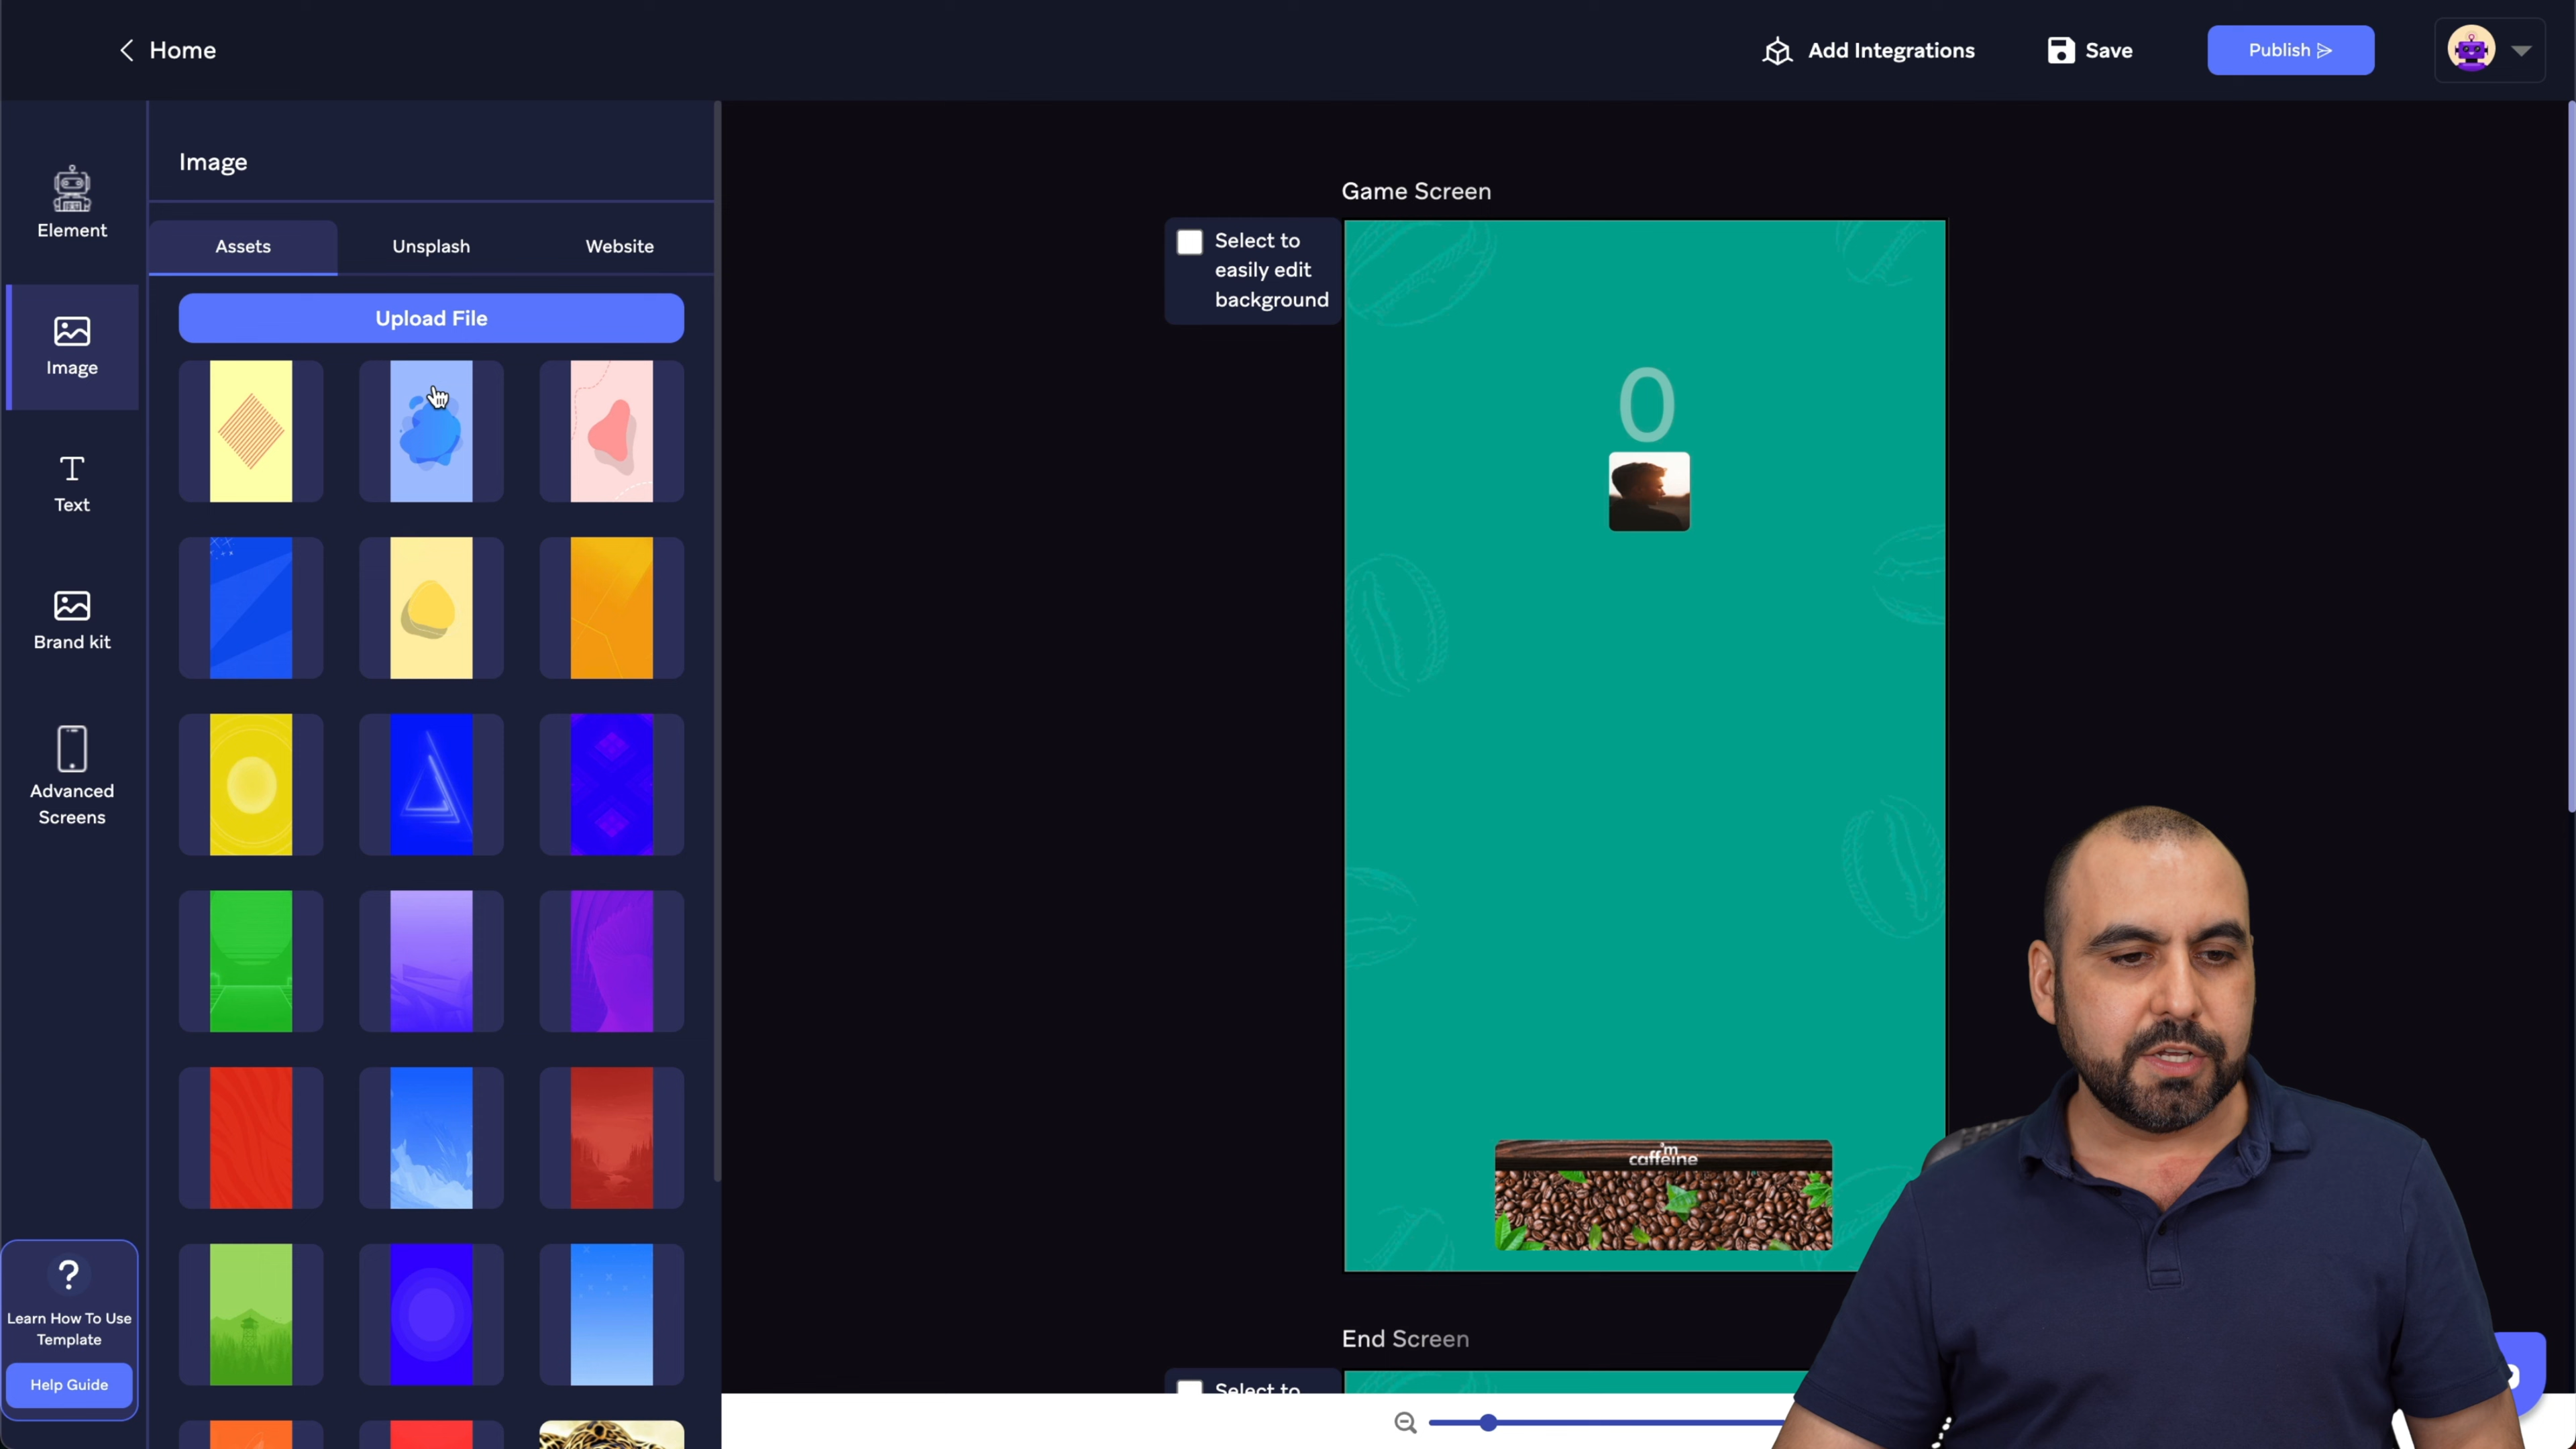 Home
Add Integrations
Save
Publish
Element
Image
Text
Brand kit
Advanced
Screens
?
Learn How To Use
Template
Help Guide
Image
Assets
Unsplash
Website
Upload File
Game Screen
Select to
easily edit
background
0
I'm
caffeine
End Screen
Select to